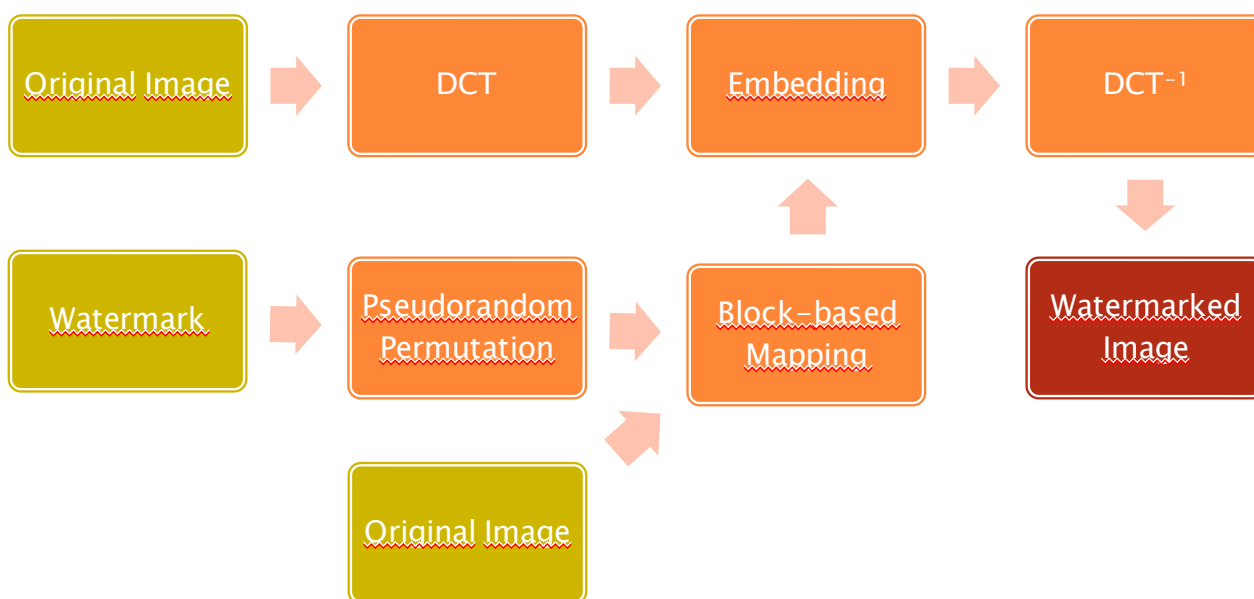 Original Image
DCT
Embedding
DCT⁻¹
Watermark
Pseudorandom
Permutation
Block-based
Mapping
Watermarked
Image
Original Image